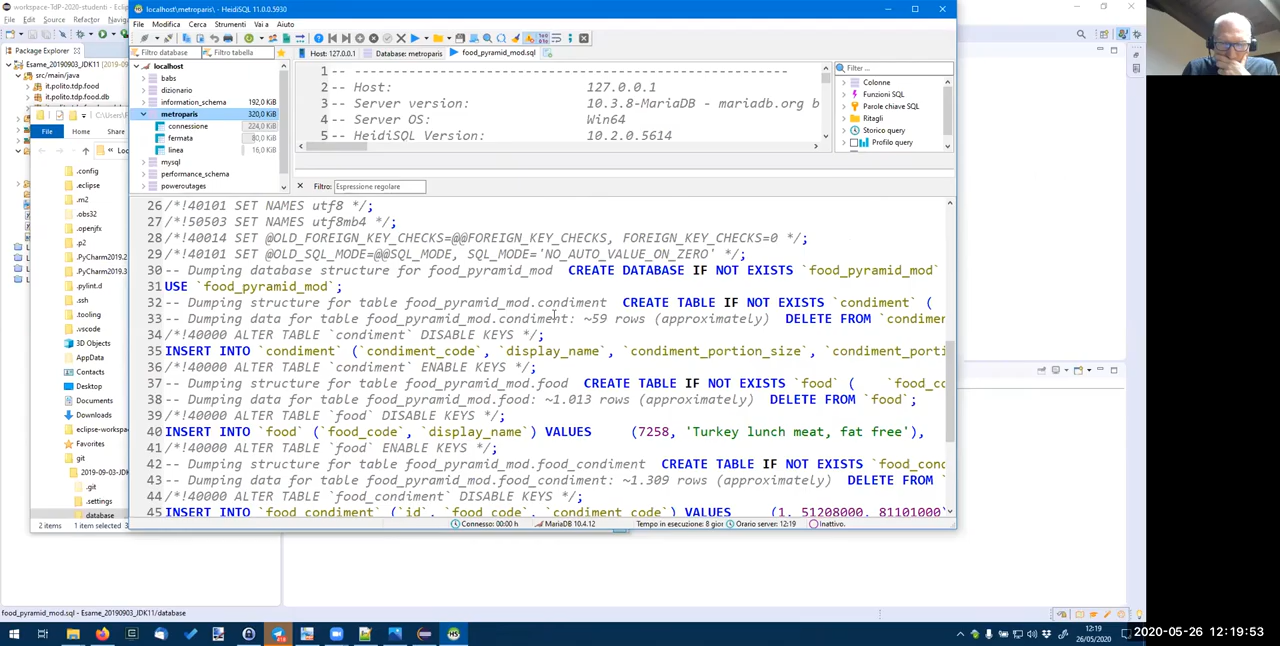 workspace-TdP-2020-studenti - Eclip
File Edit Source Refactor Navig
Package Explorer
Esame_20190903_JDK11 [2019-09-
src/main/java
it.polito.tdp.food
it.polito.tdp.food.db
C:\Users\
File Home Share
« Loc
.config
.eclipse
.m2
.obs32
.openjfx
.p2
.PyCharm2019.3
.PyCharm2019.
.pylint.d
.ssh
.tooling
.vscode
3D Objects
AppData
Contacts
Desktop
Documents
Downloads
eclipse-workspa
Favorites
git
2019-09-03-JDK
.git
.settings
database
2 items 1 item selected
localhost\metroparis\ - HeidiSQL 11.0.0.5930
File Modifica Cerca Strumenti Vai a Aiuto
Filtro database Filtro tabella
localhost
babs
dizionario
information_schema 192,0 KiB
metroparis 320,0 KiB
connessione 224,0 KiB
fermata 80,0 KiB
linea 16,0 KiB
mysql
performance_schema
poweroutages
Host: 127.0.0.1 Database: metroparis food_pyramid_mod.sql
1 -- --------------------------------------------------------
2 -- Host: 127.0.0.1
3 -- Server version: 10.3.8-MariaDB - mariadb.org b
4 -- Server OS: Win64
5 -- HeidiSQL Version: 10.2.0.5614
Filter ...
Colonne
Funzioni SQL
Parole chiave SQL
Ritagli
Storico query
Profilo query
Filtro: Espressione regolare
26 /*!40101 SET NAMES utf8 */;
27 /*!50503 SET NAMES utf8mb4 */;
28 /*!40014 SET @OLD_FOREIGN_KEY_CHECKS=@@FOREIGN_KEY_CHECKS, FOREIGN_KEY_CHECKS=0 */;
29 /*!40101 SET @OLD_SQL_MODE=@@SQL_MODE, SQL_MODE='NO_AUTO_VALUE_ON_ZERO' */;
30 -- Dumping database structure for food_pyramid_mod CREATE DATABASE IF NOT EXISTS `food_pyramid_mod`
31 USE `food_pyramid_mod`;
32 -- Dumping structure for table food_pyramid_mod.condiment CREATE TABLE IF NOT EXISTS `condiment` (
33 -- Dumping data for table food_pyramid_mod.condiment: ~59 rows (approximately) DELETE FROM `condimen
34 /*!40000 ALTER TABLE `condiment` DISABLE KEYS */;
35 INSERT INTO `condiment` (`condiment_code`, `display_name`, `condiment_portion_size`, `condiment_porti
36 /*!40000 ALTER TABLE `condiment` ENABLE KEYS */;
37 -- Dumping structure for table food_pyramid_mod.food CREATE TABLE IF NOT EXISTS `food` ( `food_co
38 -- Dumping data for table food_pyramid_mod.food: ~1.013 rows (approximately) DELETE FROM `food`;
39 /*!40000 ALTER TABLE `food` DISABLE KEYS */;
40 INSERT INTO `food` (`food_code`, `display_name`) VALUES (7258, 'Turkey lunch meat, fat free'),
41 /*!40000 ALTER TABLE `food` ENABLE KEYS */;
42 -- Dumping structure for table food_pyramid_mod.food_condiment CREATE TABLE IF NOT EXISTS `food_cond
43 -- Dumping data for table food_pyramid_mod.food_condiment: ~1.309 rows (approximately) DELETE FROM `
44 /*!40000 ALTER TABLE `food_condiment` DISABLE KEYS */;
45 INSERT INTO `food_condiment` (`id`, `food_code`, `condiment_code`) VALUES (1, 51208000, 81101000
Connesso: 00:00 h MariaDB 10.4.12 Tempo in esecuzione: 8 gior Orario server: 12:19 Inattivo.
food_pyramid_mod.sql - Esame_20190903_JDK11/database
12:19
26/05/2020
2020-05-26 12:19:53